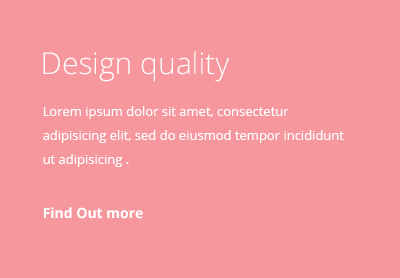 Design quality
Lorem ipsum dolor sit amet, consectetur
adipisicing elit, sed do eiusmod tempor incididunt
ut adipisicing .
Find Out more